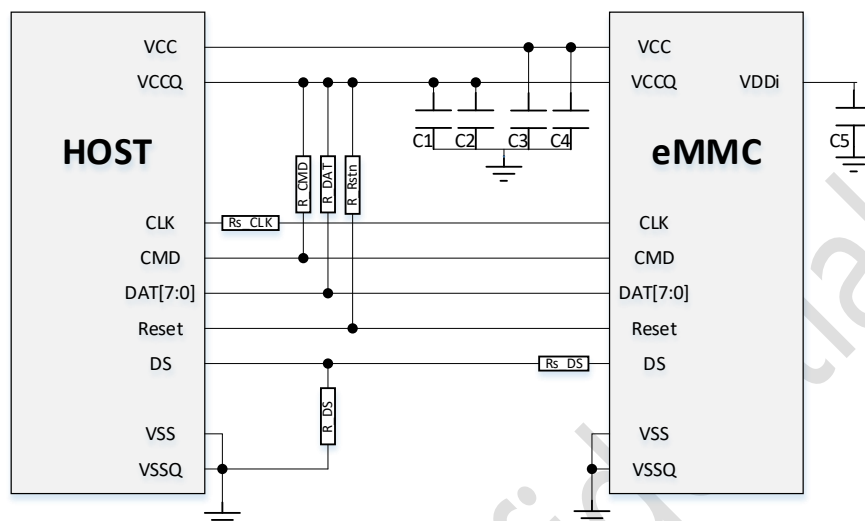 VCC
VCC
VCCQ
VCCQ
VDDi
C1
C2
C3
C4
C5
HOST
eMMC
R_CMD
R_DAT
R_Rstn
CLK
Rs_CLK
CLK
CMD
CMD
DAT[7:0]
DAT[7:0]
Reset
Reset
DS
Rs_DS
DS
R_DS
VSS
VSS
VSSQ
VSSQ